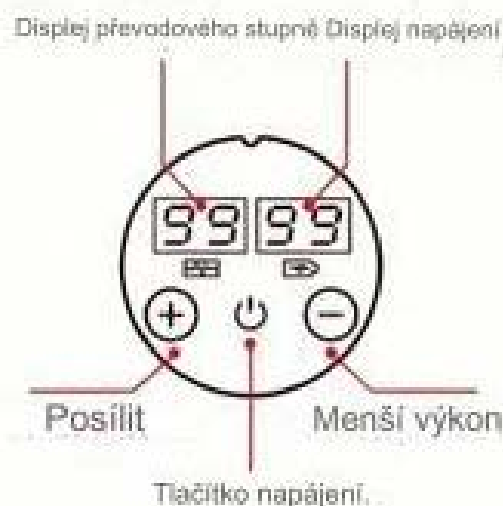 Displej převodového stupně Displej napájení
99 99
+ −
Posílit Menší výkon
Tlačítko napájení.